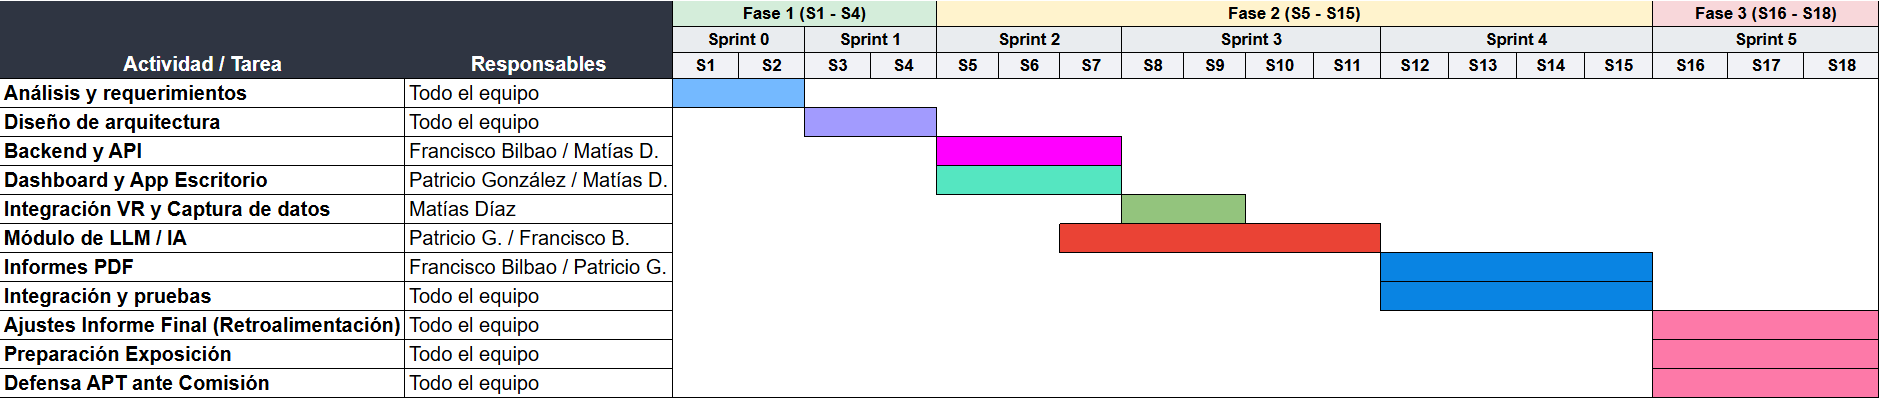 Fase 1 (S1 - S4) Fase 2 (S5 - S15) Fase 3 (S16 - S18)
Sprint 0 Sprint 1 Sprint 2 Sprint 3 Sprint 4 Sprint 5
Actividad / Tarea Responsables S1 S2 S3 S4 S5 S6 S7 S8 S9 S10 S11 S12 S13 S14 S15 S16 S17 S18
Análisis y requerimientos Todo el equipo
Diseño de arquitectura Todo el equipo
Backend y API Francisco Bilbao / Matías D.
Dashboard y App Escritorio Patricio González / Matías D.
Integración VR y Captura de datos Matías Díaz
Módulo de LLM / IA Patricio G. / Francisco B.
Informes PDF Francisco Bilbao / Patricio G.
Integración y pruebas Todo el equipo
Ajustes Informe Final (Retroalimentación) Todo el equipo
Preparación Exposición Todo el equipo
Defensa APT ante Comisión Todo el equipo